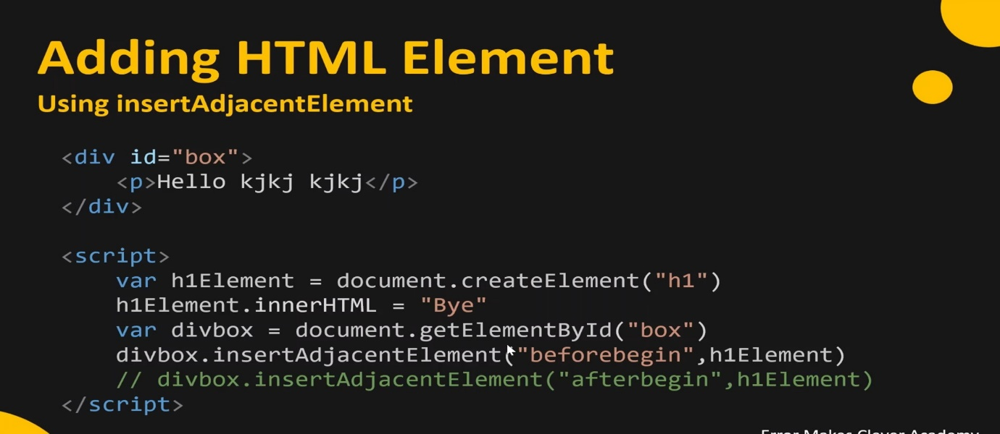 Adding HTML Element
Using insertAdjacentElement
<div id="box">
    <p>Hello kjkj kjkj</p>
</div>
<script>
    var h1Element = document.createElement("h1")
    h1Element.innerHTML = "Bye"
    var divbox = document.getElementById("box")
    divbox.insertAdjacentElement("beforebegin",h1Element)
    // divbox.insertAdjacentElement("afterbegin",h1Element)
</script>
Error Makes Clever Academy